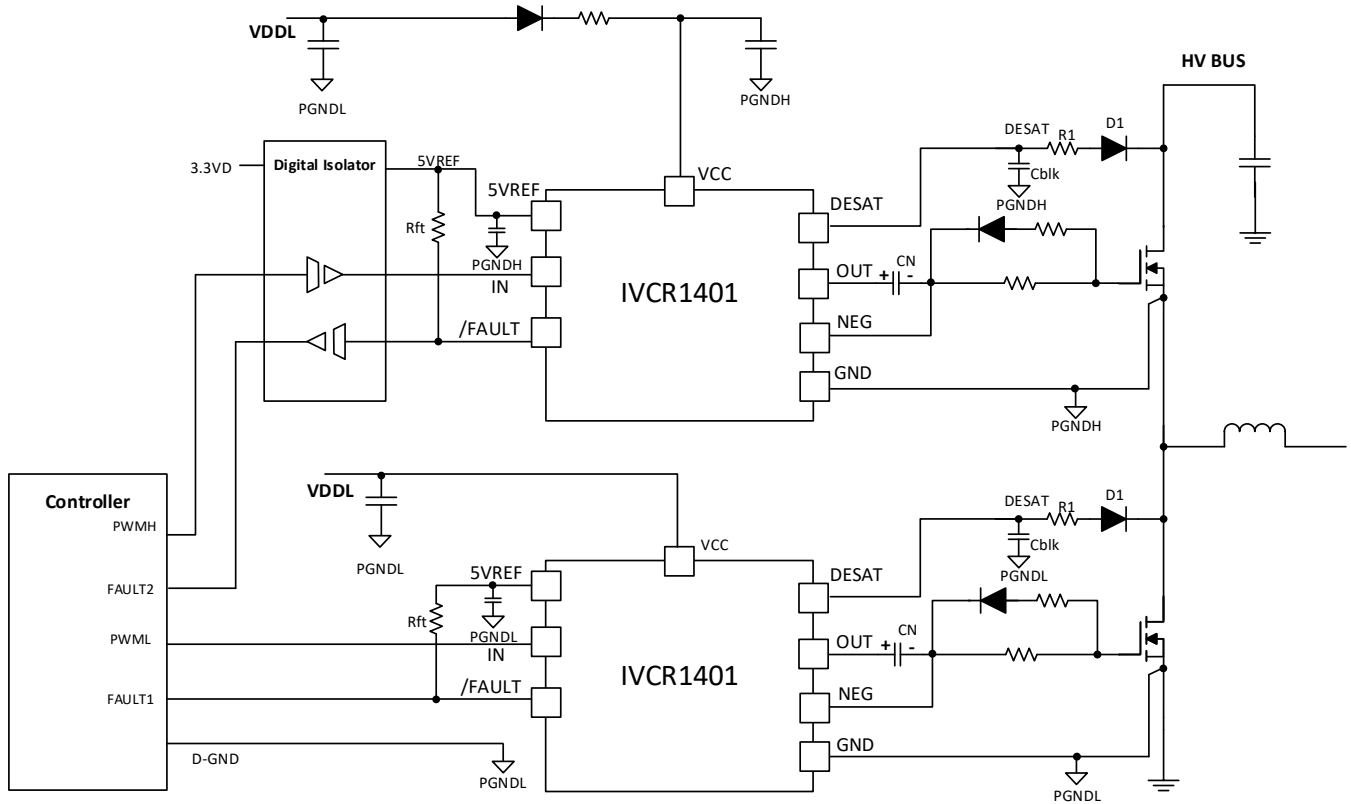 VDDL
PGNDL
PGNDH
HV BUS
3.3VD
Digital Isolator
5VREF
Rft
PGNDH
5VREF
IN
/FAULT
VCC
IVCR1401
DESAT
OUT
NEG
GND
DESAT
R1
D1
Cblk
PGNDH
+ CN -
PGNDH
Controller
PWMH
FAULT2
PWML
FAULT1
D-GND
PGNDL
VDDL
PGNDL
5VREF
Rft
PGNDL
IN
/FAULT
VCC
IVCR1401
DESAT
OUT
NEG
GND
DESAT
R1
D1
Cblk
PGNDL
+ CN -
PGNDL